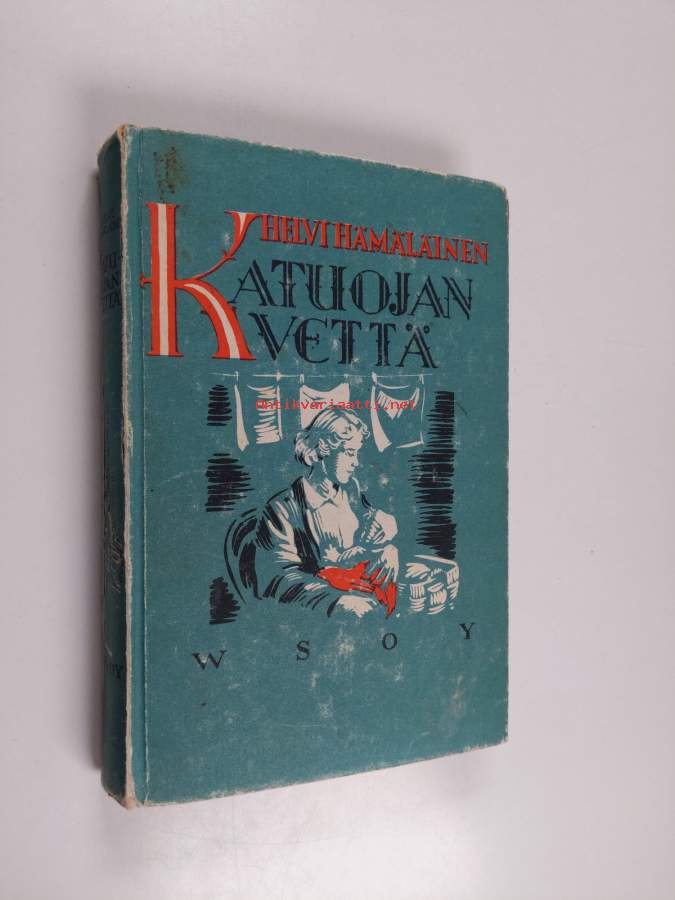 HELVI HÄMÄLÄINEN
KATUOJAN
VETTÄ
antikvariaatti.net
W S O Y